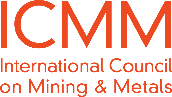 ICMM
International Council
on Mining & Metals